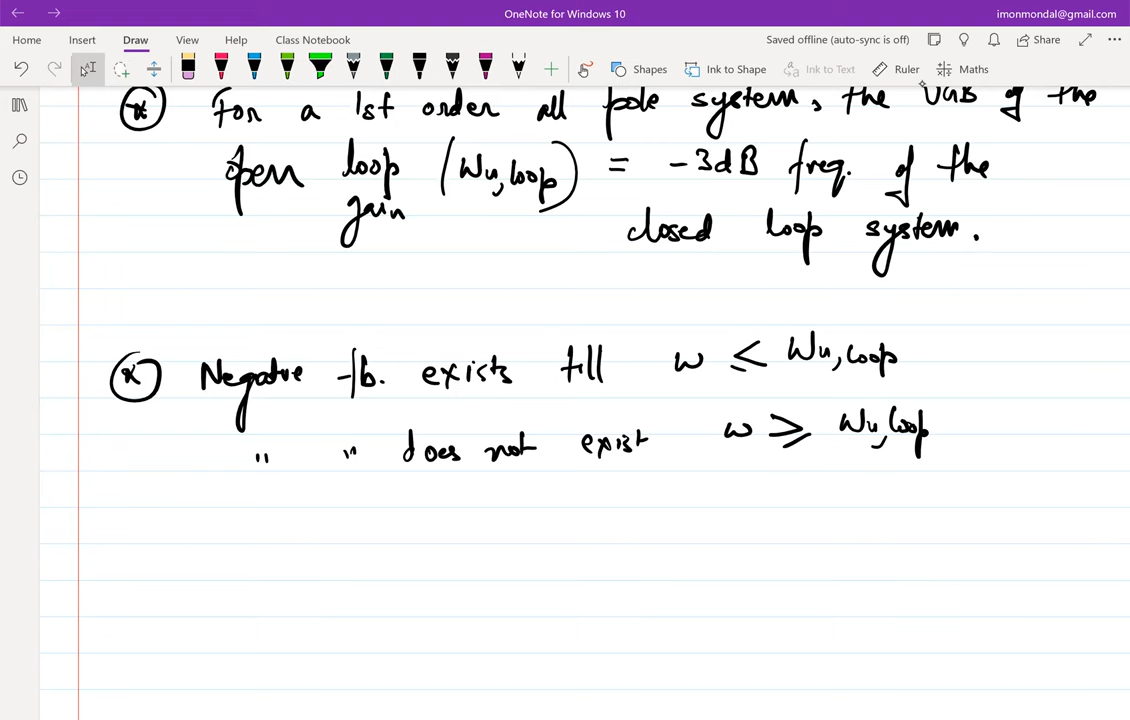 OneNote for Windows 10
imonmondal@gmail.com
Home Insert Draw View Help Class Notebook
Saved offline (auto-sync is off) Share
Shapes Ink to Shape Ink to Text Ruler Maths
For a 1st order all pole system, the UGB of the
open loop (Wu,loop) = -3dB freq. of the
gain
closed loop system.
Negative f/b. exists till w ≤ Wu,loop
" " does not exist w ≥ Wu,loop